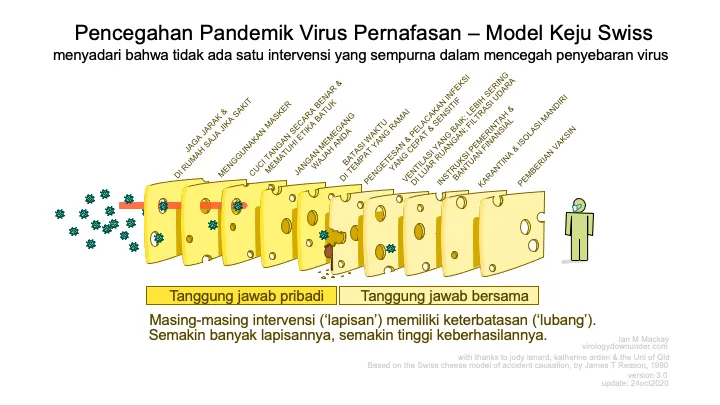 Pencegahan Pandemik Virus Pernafasan – Model Keju Swiss
menyadari bahwa tidak ada satu intervensi yang sempurna dalam mencegah penyebaran virus
JAGA JARAK &
DI RUMAH SAJA JIKA SAKIT
MENGGUNAKAN MASKER
CUCI TANGAN SECARA BENAR &
MEMATUHI ETIKA BATUK
JANGAN MEMEGANG
WAJAH ANDA
BATASI WAKTU
DI TEMPAT YANG RAMAI
PENGETESAN & PELACAKAN INFEKSI
YANG CEPAT & SENSITIF
VENTILASI YANG BAIK, LEBIH SERING
DI LUAR RUANGAN, FILTRASI UDARA
INSTRUKSI PEMERINTAH &
BANTUAN FINANSIAL
KARANTINA & ISOLASI MANDIRI
PEMBERIAN VAKSIN
Tanggung jawab pribadi
Tanggung jawab bersama
Masing-masing intervensi (‘lapisan’) memiliki keterbatasan (‘lubang’).
Semakin banyak lapisannya, semakin tinggi keberhasilannya.
Ian M Mackay
virologydownunder.com
with thanks to jody lanard, katherine arden & the Uni of Qld
Based on the Swiss cheese model of accident causation, by James T Reason, 1990
version 3.0
update: 24oct2020